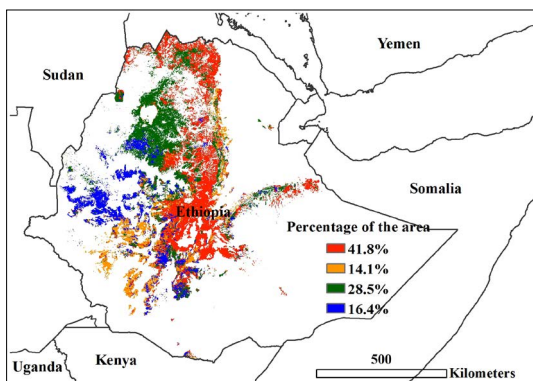 Yemen
Sudan
Somalia
Ethiopia
Percentage of the area
41.8%
14.1%
28.5%
16.4%
500
Uganda
Kenya
Kilometers